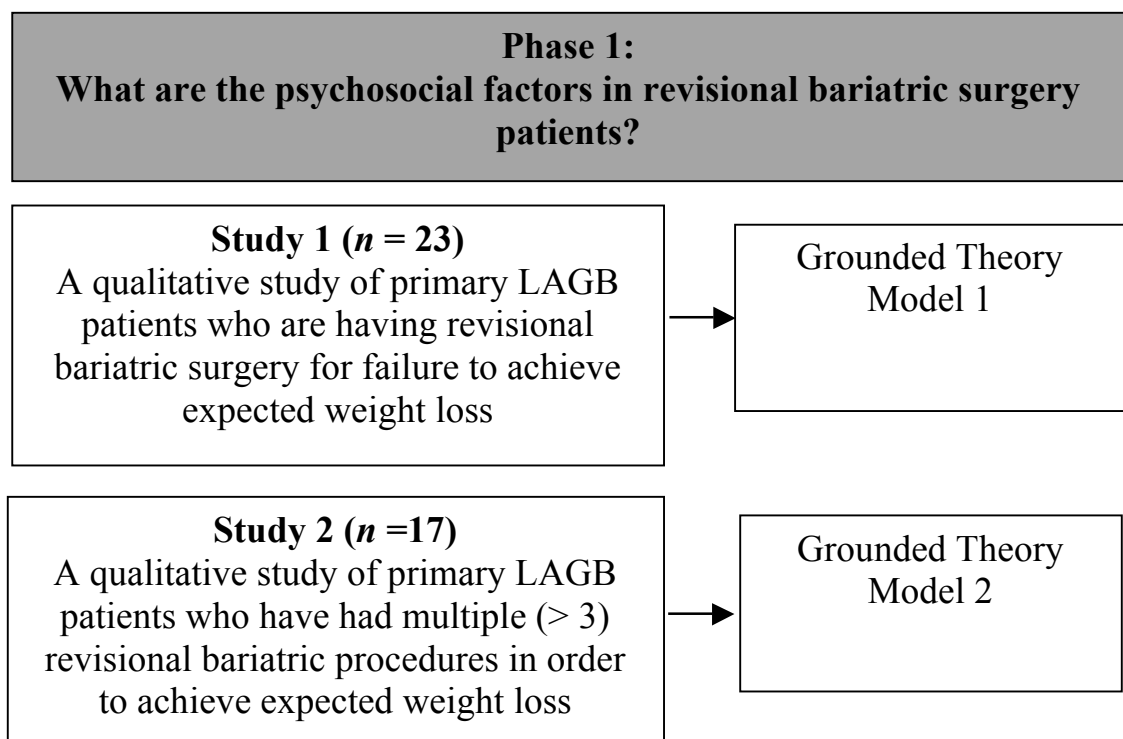 Phase 1:
What are the psychosocial factors in revisional bariatric surgery
patients?
Study 1 (n = 23)
A qualitative study of primary LAGB
patients who are having revisional
bariatric surgery for failure to achieve
expected weight loss
Grounded Theory
Model 1
Study 2 (n =17)
A qualitative study of primary LAGB
patients who have had multiple (> 3)
revisional bariatric procedures in order
to achieve expected weight loss
Grounded Theory
Model 2